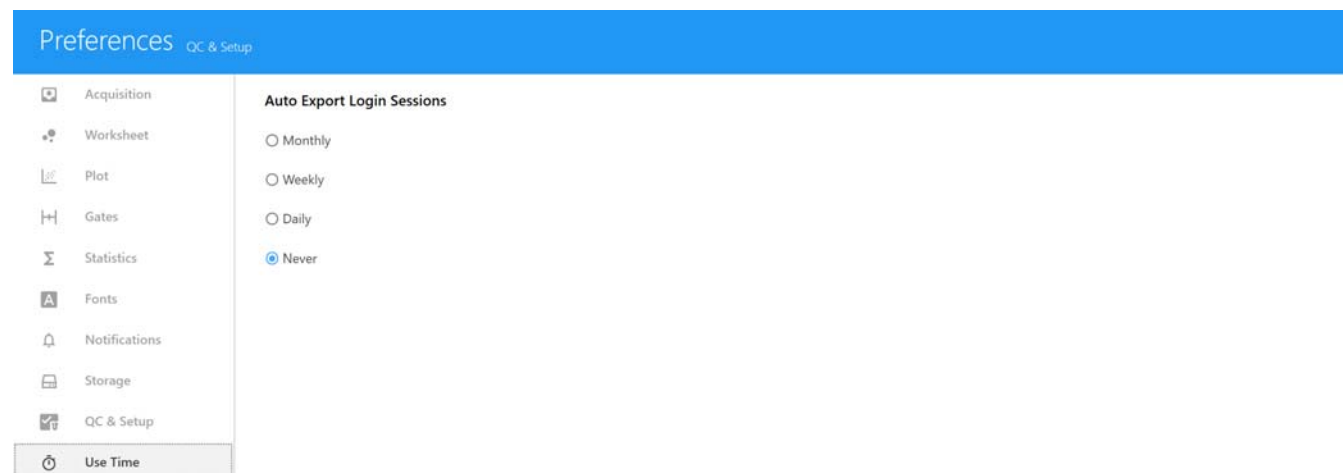 Preferences QC & Setup
Acquisition
Worksheet
Plot
Gates
Statistics
Fonts
Notifications
Storage
QC & Setup
Use Time
Auto Export Login Sessions
Monthly
Weekly
Daily
Never